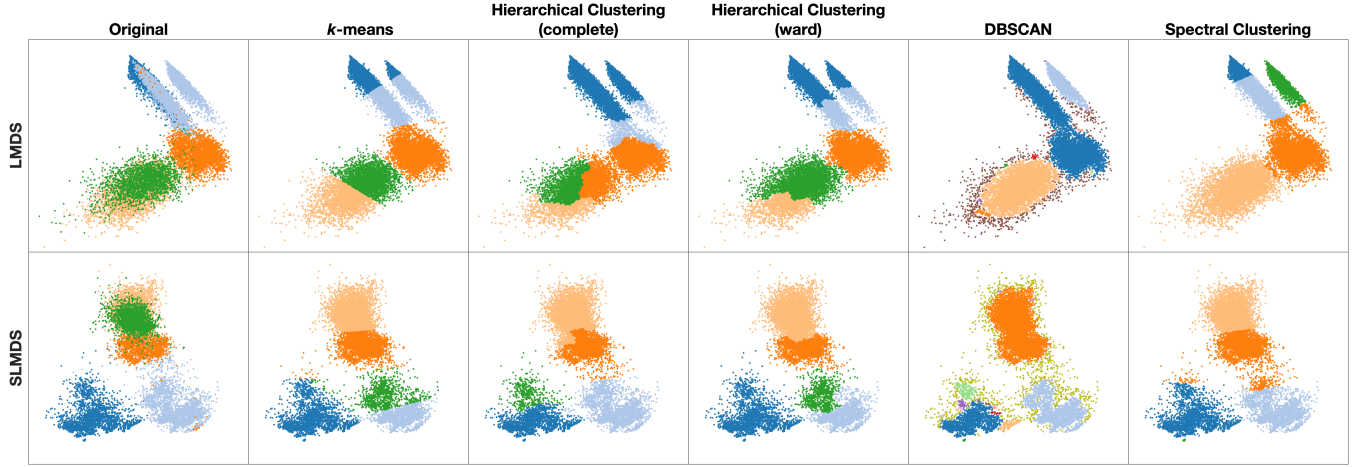 Original
k-means
Hierarchical Clustering
(complete)
Hierarchical Clustering
(ward)
DBSCAN
Spectral Clustering
LMDS
SLMDS